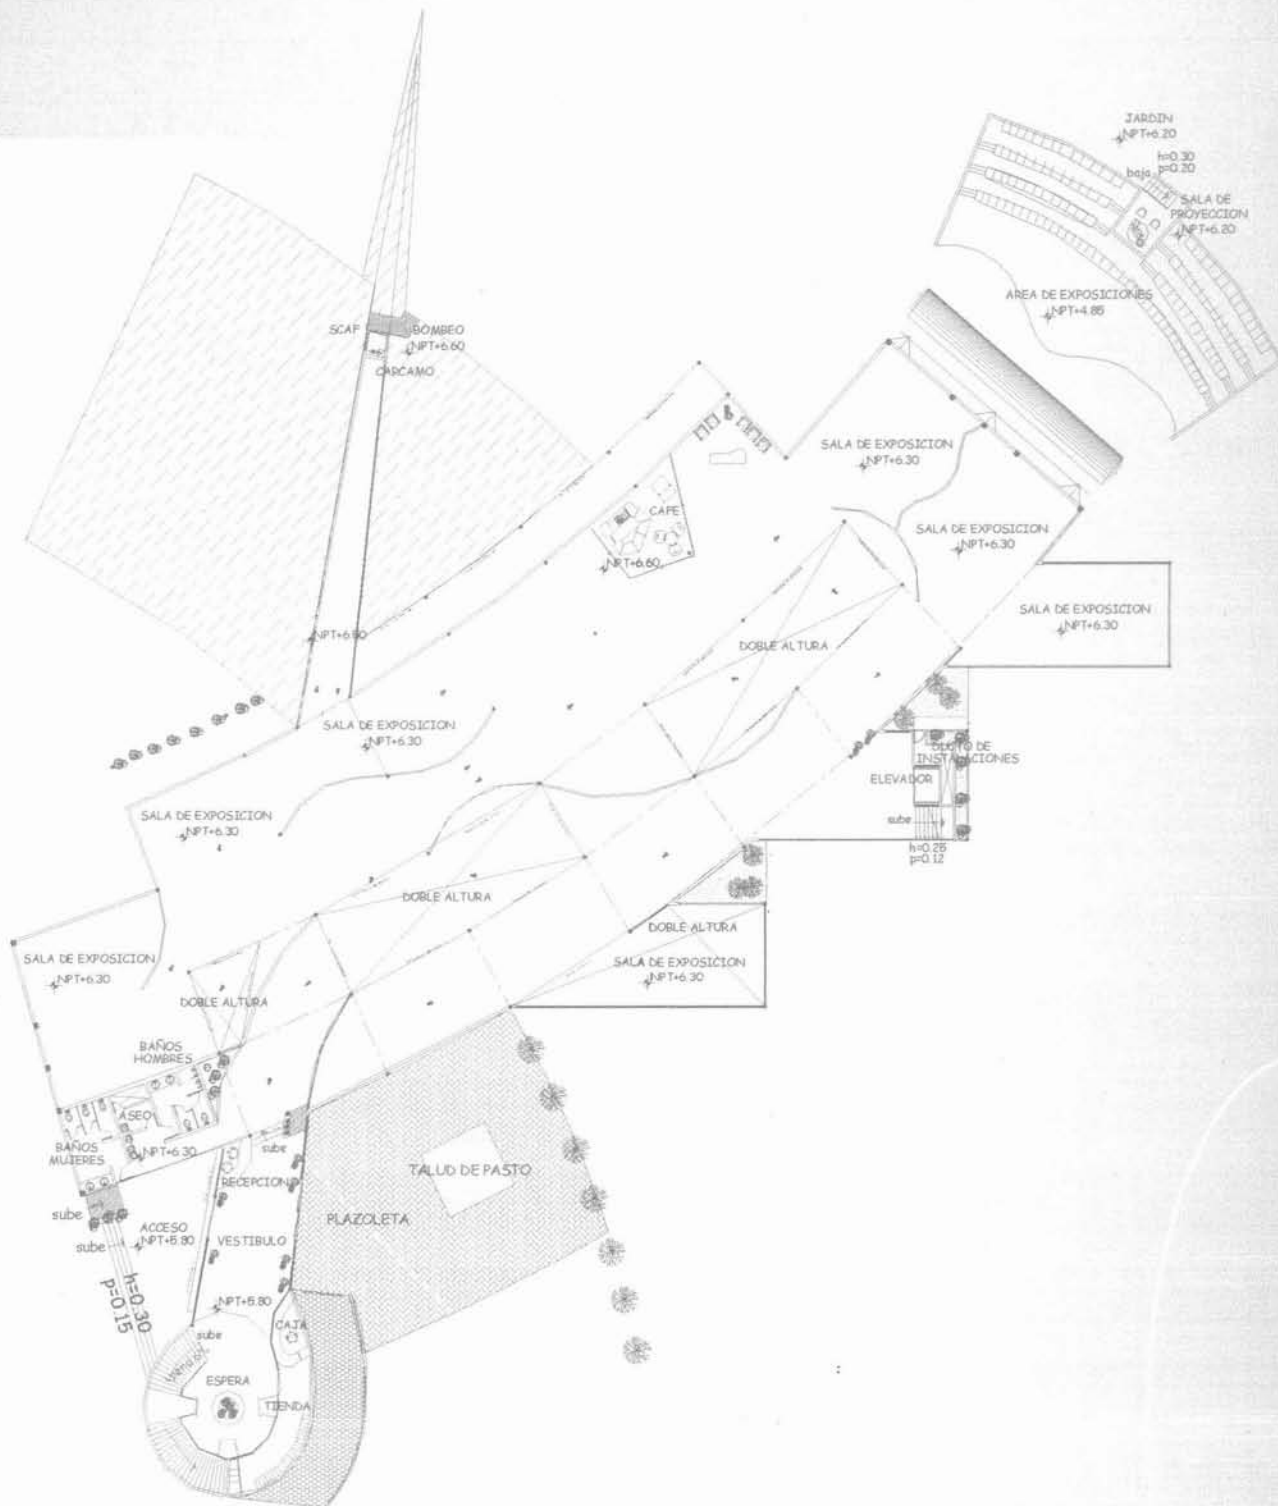 JARDIN
NPT+6.20
h=0.30
p=0.20
baja
SALA DE
PROYECCION
NPT+6.20
AREA DE EXPOSICIONES
NPT+4.85
SCAF
BOMBEO
NPT+6.60
CARCAMO
SALA DE EXPOSICION
NPT+6.30
CAFE
NPT+6.60
SALA DE EXPOSICION
NPT+6.30
SALA DE EXPOSICION
NPT+6.30
DOBLE ALTURA
SALA DE EXPOSICION
NPT+6.30
DUCTO DE
INSTALACIONES
ELEVADOR
sube
h=0.25
p=0.12
SALA DE EXPOSICION
NPT+6.30
DOBLE ALTURA
DOBLE ALTURA
SALA DE EXPOSICION
NPT+6.30
SALA DE EXPOSICION
NPT+6.30
DOBLE ALTURA
BAÑOS
HOMBRES
ASEO
BAÑOS
MUJERES
NPT+6.30
sube
RECEPCION
TALUD DE PASTO
PLAZOLETA
sube
ACCESO
NPT+5.80
sube
VESTIBULO
h=0.30
p=0.15
NPT+5.80
CAJA
sube
ESPERA
TIENDA